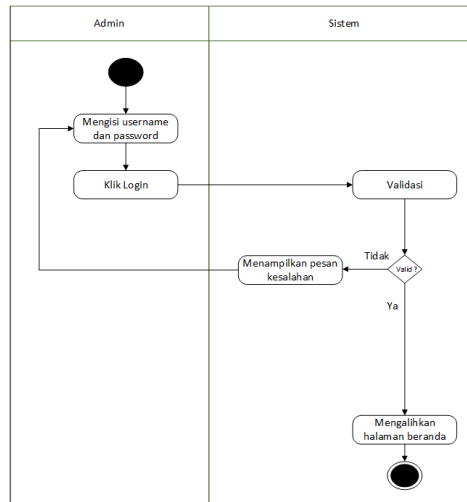 Admin
Sistem
Mengisi username
dan password
Klik Login
Validasi
Tidak
Valid ?
Menampilkan pesan
kesalahan
Ya
Mengalihkan
halaman beranda